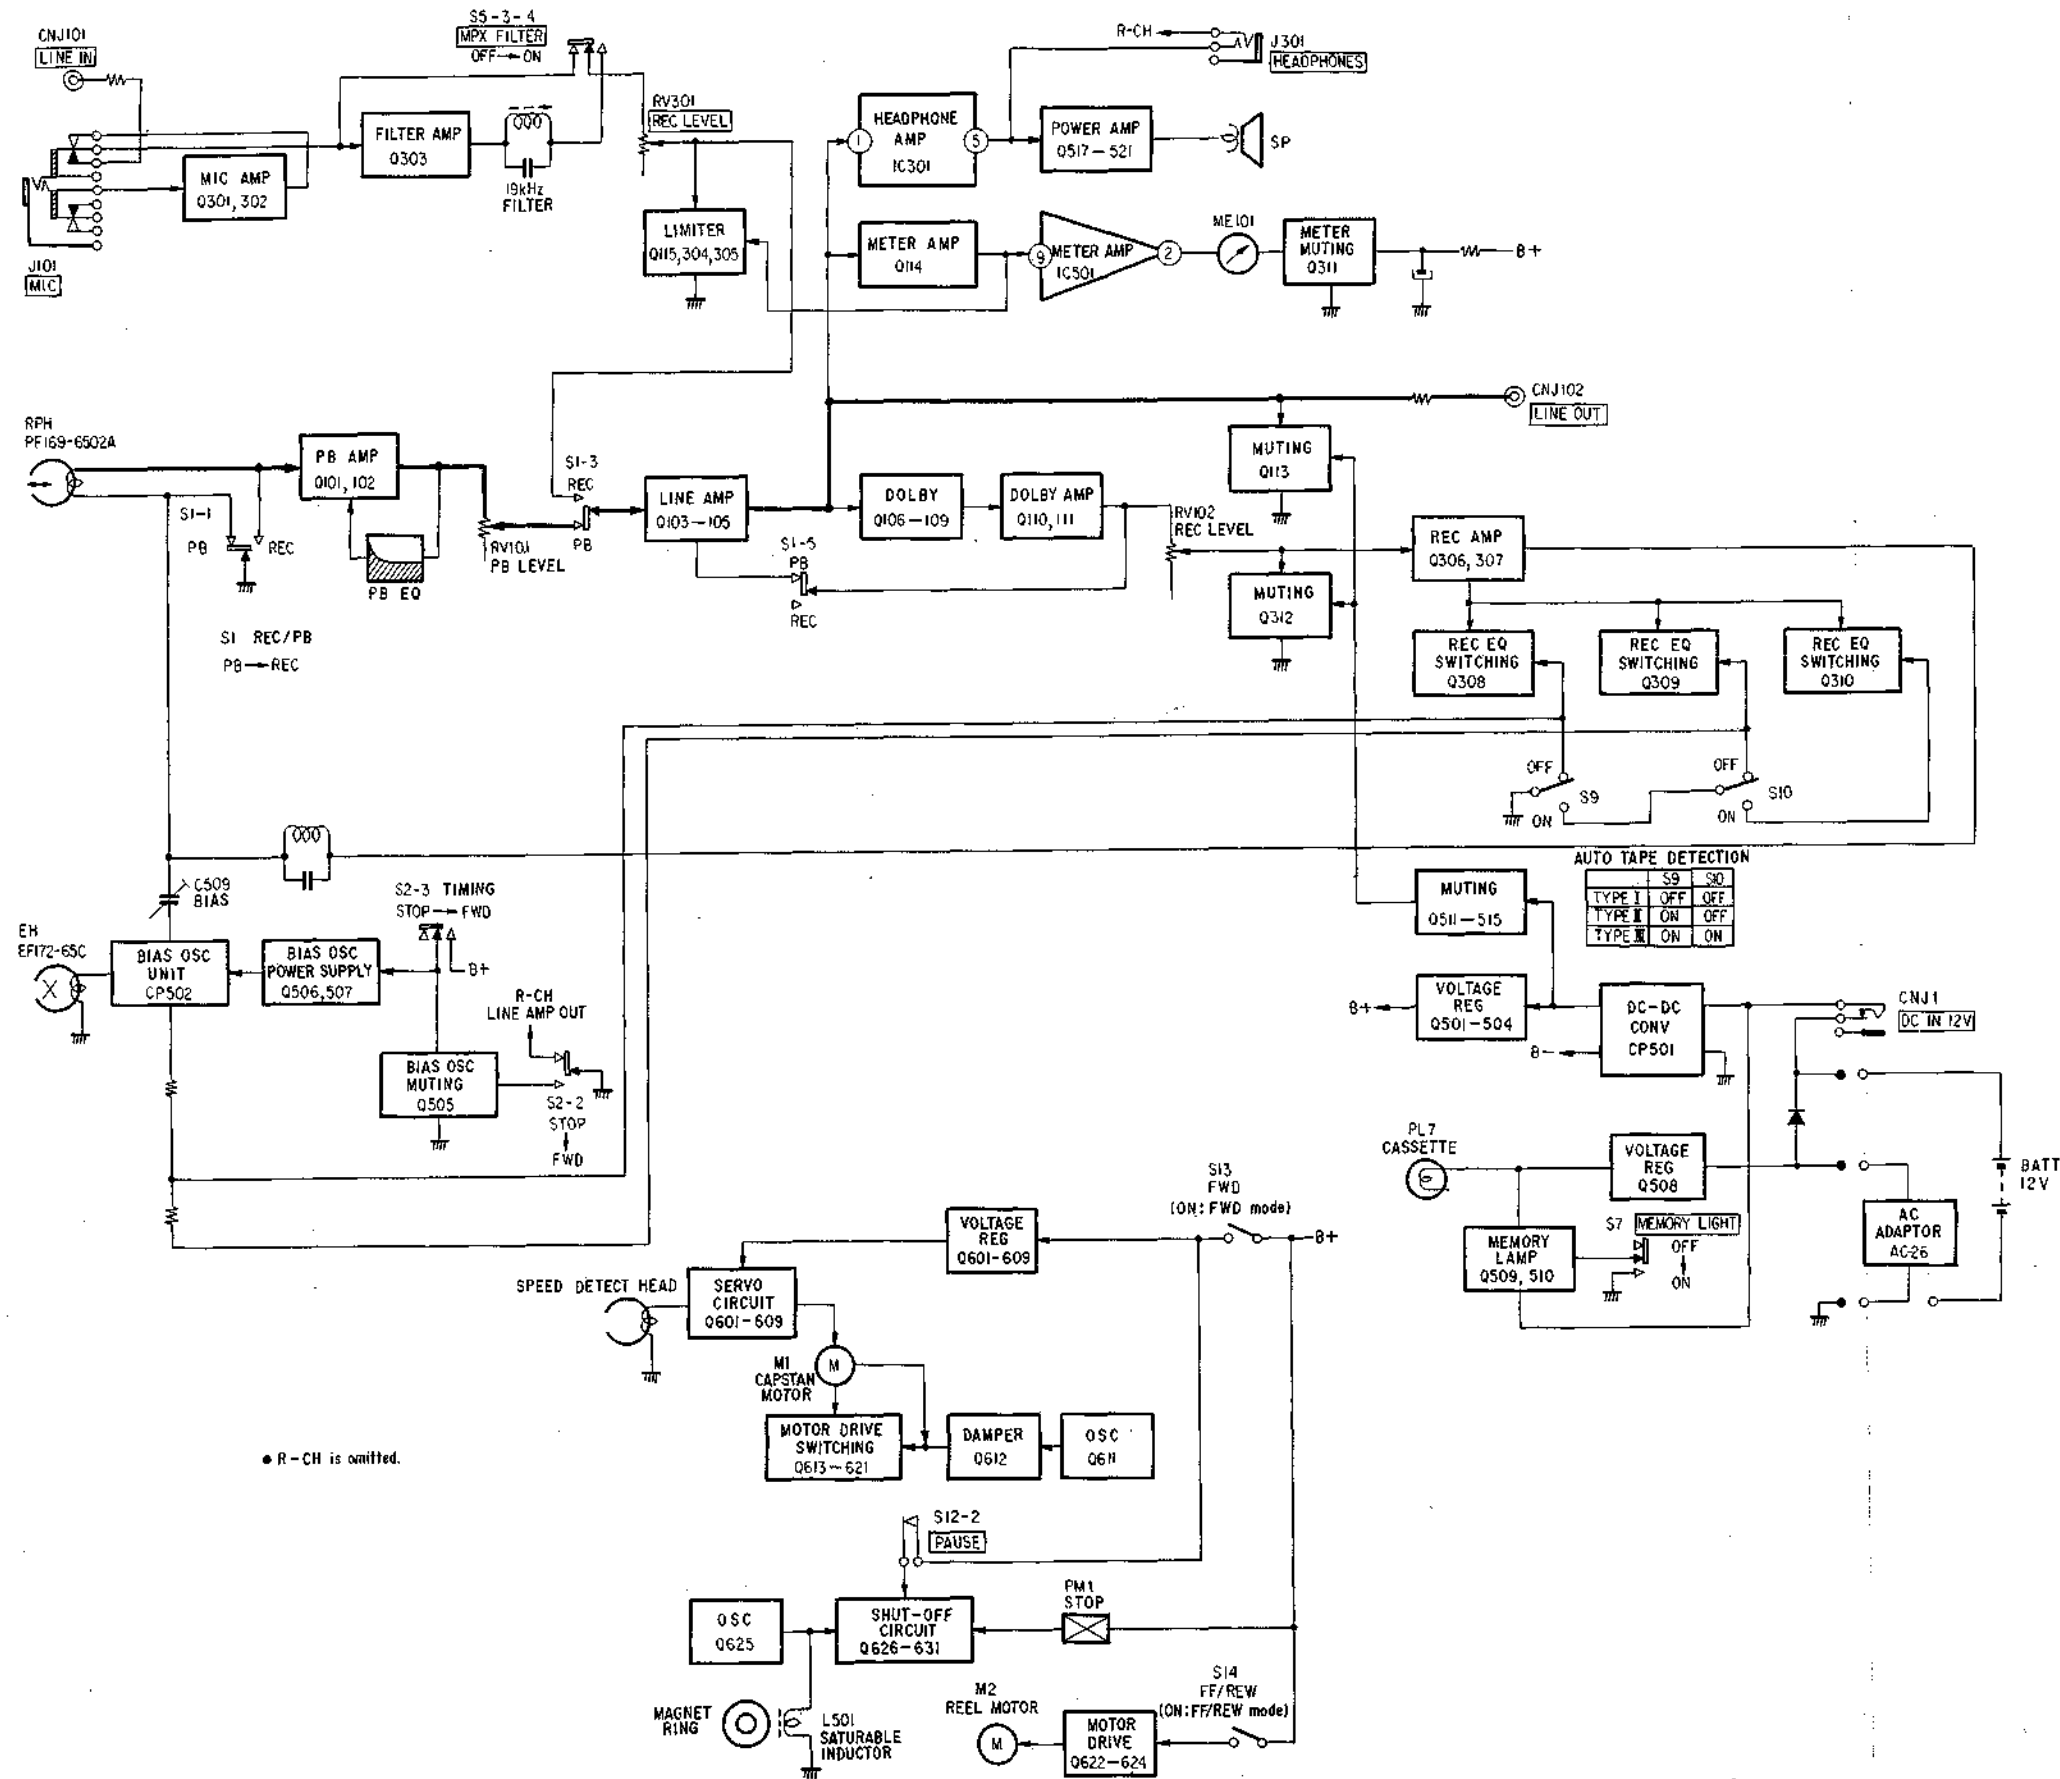 S5-3-4
MPX FILTER
OFF→ON
CNJ101
LINE IN
R-CH
J301
HEADPHONES
RV301
REC LEVEL
FILTER AMP
Q303
HEADPHONE
AMP
IC301
1
5
POWER AMP
Q517-521
SP
MIC AMP
Q301, 302
19kHz
FILTER
LIMITER
Q115,304,305
J101
MIC
METER AMP
Q114
9
METER AMP
IC501
2
ME101
METER
MUTING
Q311
B+
CNJ102
LINE OUT
RPH
PF169-6502A
PB AMP
Q101, 102
S1-3
REC
PB
LINE AMP
Q103-105
DOLBY
Q106-109
DOLBY AMP
Q110, 111
MUTING
Q113
RV102
REC LEVEL
S1-1
PB
REC
RV101
PB LEVEL
PB EQ
S1-5
PB
REC
MUTING
Q312
REC AMP
Q306, 307
S1 REC/PB
PB→REC
REC EQ
SWITCHING
Q308
REC EQ
SWITCHING
Q309
REC EQ
SWITCHING
Q310
OFF
S9
ON
OFF
S10
ON
AUTO TAPE DETECTION
S9 S10
TYPE I OFF OFF
TYPE II ON OFF
TYPE III ON ON
C509
BIAS
S2-3 TIMING
STOP→FWD
B+
MUTING
Q511-515
EH
EF172-65C
BIAS OSC
UNIT
CP502
BIAS OSC
POWER SUPPLY
Q506,507
R-CH
LINE AMP OUT
BIAS OSC
MUTING
Q505
S2-2
STOP
FWD
B+
VOLTAGE
REG
Q501-504
B-
DC-DC
CONV
CP501
CNJ1
DC IN 12V
PL7
CASSETTE
VOLTAGE
REG
Q508
BATT
12V
S7 MEMORY LIGHT
OFF
ON
MEMORY
LAMP
Q509, 510
AC
ADAPTOR
AC-26
S13
FWD
(ON:FWD mode)
B+
VOLTAGE
REG
Q601-609
SPEED DETECT HEAD
SERVO
CIRCUIT
Q601-609
M1
CAPSTAN
MOTOR
M
MOTOR DRIVE
SWITCHING
Q613-621
DAMPER
Q612
OSC
Q611
● R-CH is omitted.
S12-2
PAUSE
OSC
Q625
SHUT-OFF
CIRCUIT
Q626-631
PM1
STOP
MAGNET
RING
L501
SATURABLE
INDUCTOR
M2
REEL MOTOR
M
S14
FF/REW
(ON:FF/REW mode)
MOTOR
DRIVE
Q622-624